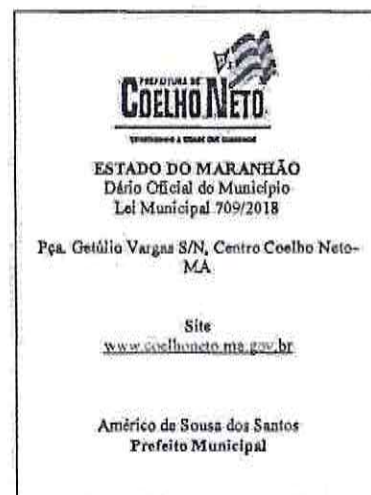 PREFEITURA DE
COELHO NETO
ESTADO DO MARANHÃO
Dário Oficial do Município
Lei Municipal 709/2018
Pça. Getúlio Vargas S/N, Centro Coelho Neto-
MA
Site
www.coelhoneto.ma.gov.br
Américo de Sousa dos Santos
Prefeito Municipal